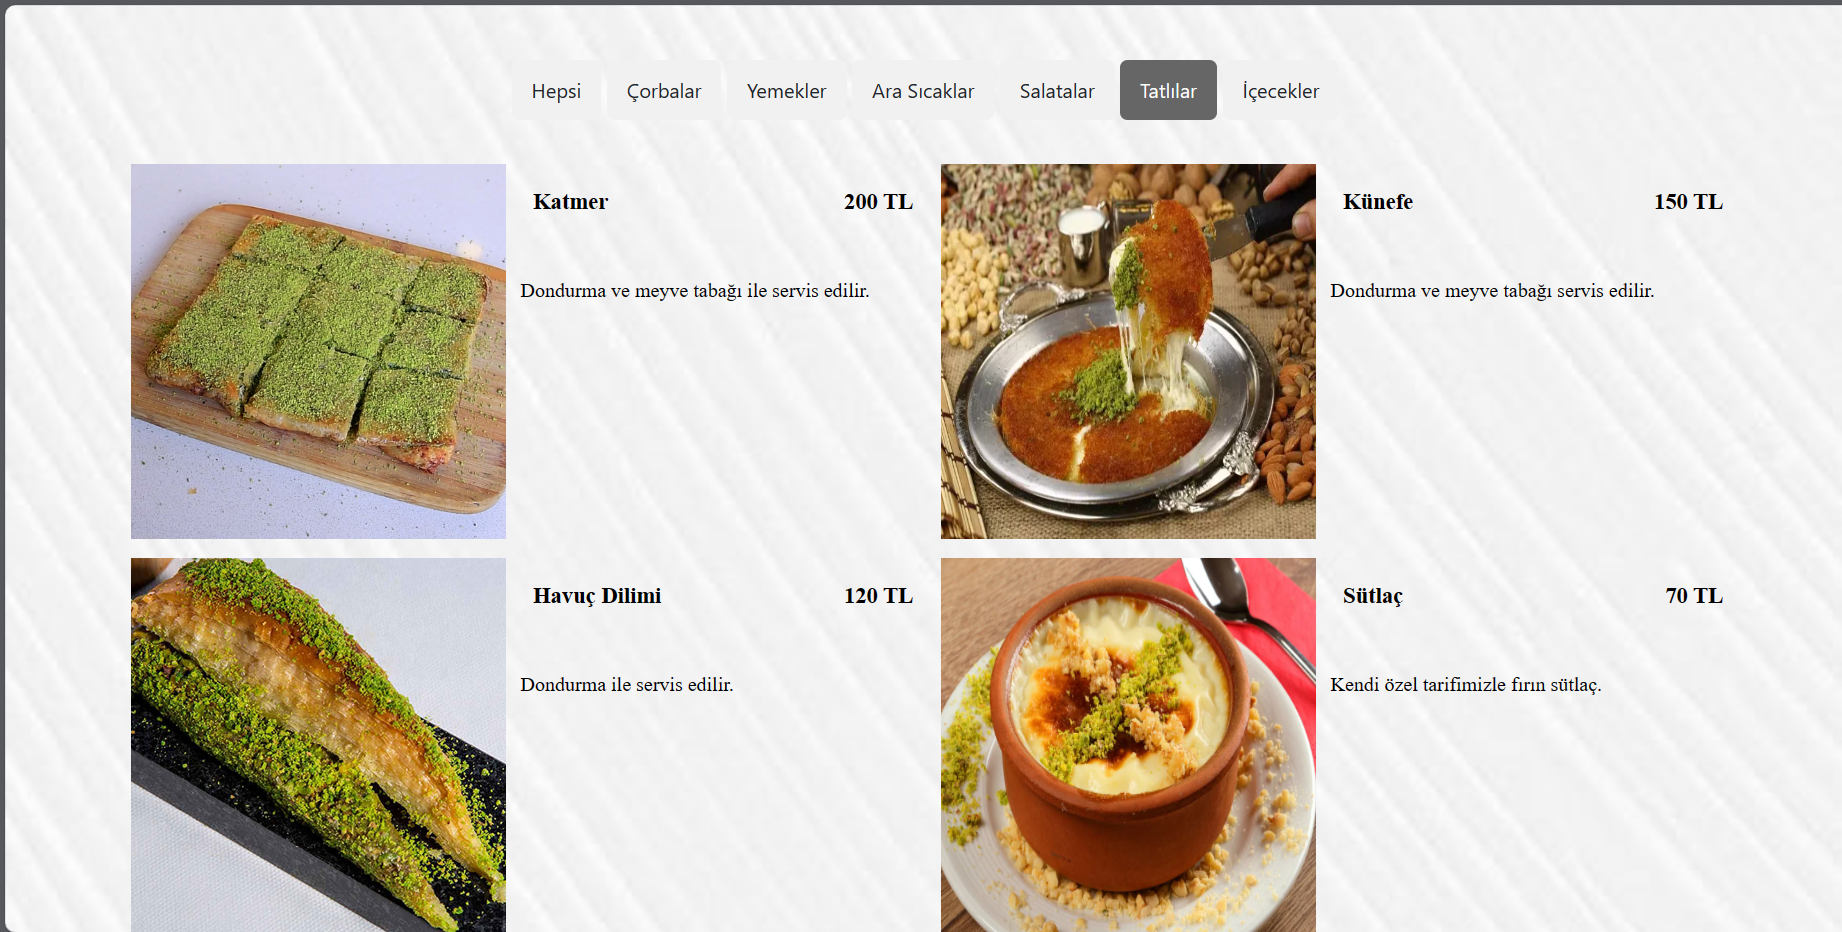 Hepsi Çorbalar Yemekler Ara Sıcaklar Salatalar Tatlılar İçecekler
Katmer 200 TL
Dondurma ve meyve tabağı ile servis edilir.
Künefe 150 TL
Dondurma ve meyve tabağı servis edilir.
Havuç Dilimi 120 TL
Dondurma ile servis edilir.
Sütlaç 70 TL
Kendi özel tarifimizle fırın sütlaç.